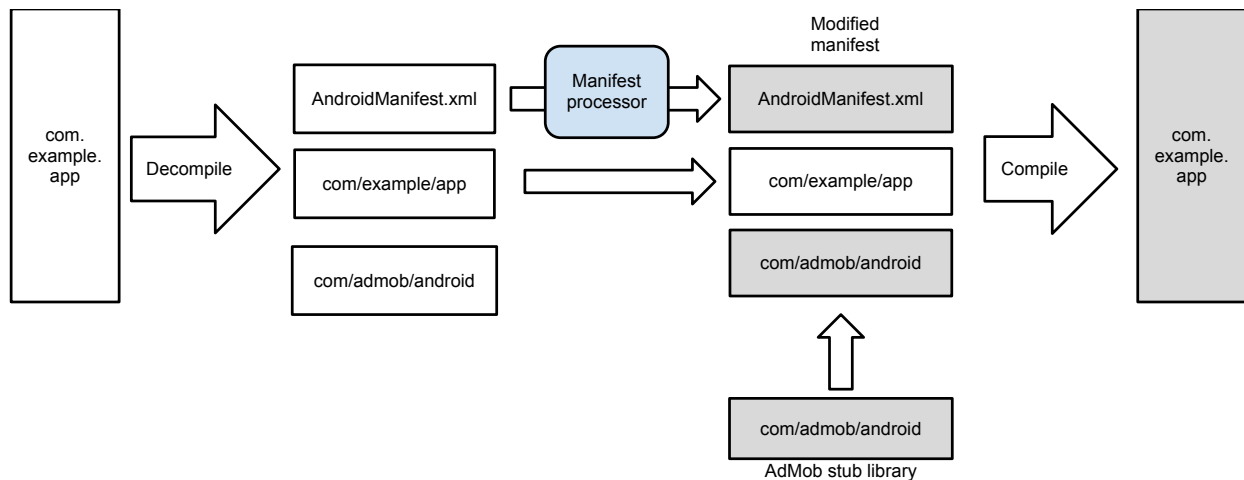 com.
example.
app
Decompile
AndroidManifest.xml
com/example/app
com/admob/android
Manifest
processor
Modified
manifest
AndroidManifest.xml
com/example/app
com/admob/android
com/admob/android
AdMob stub library
Compile
com.
example.
app